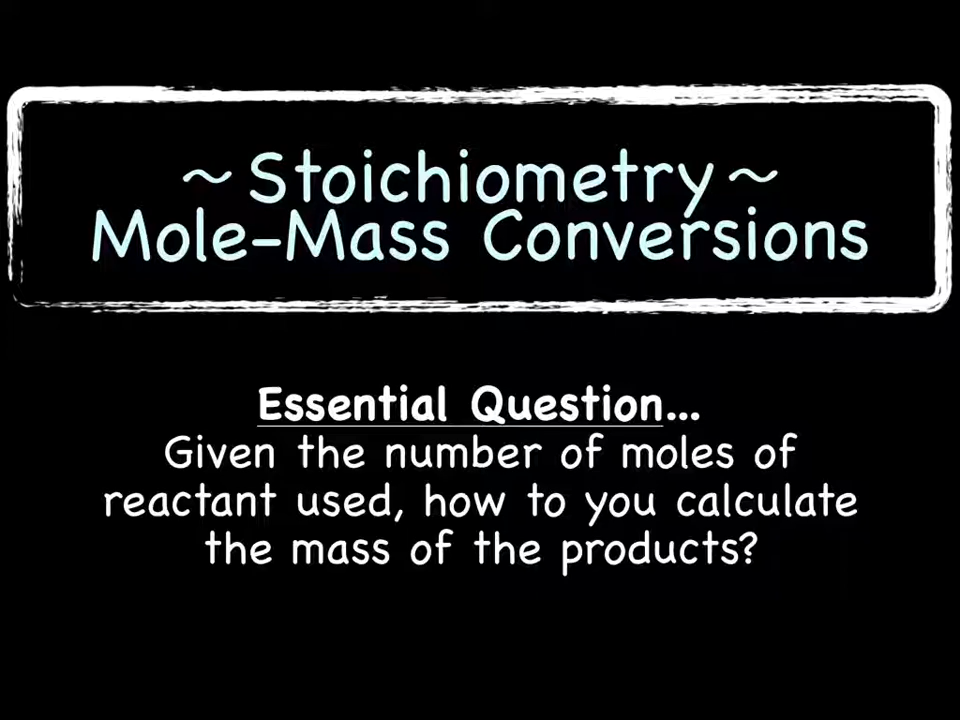 ~Stoichiometry~
Mole-Mass Conversions
Essential Question...
Given the number of moles of
reactant used, how to you calculate
the mass of the products?